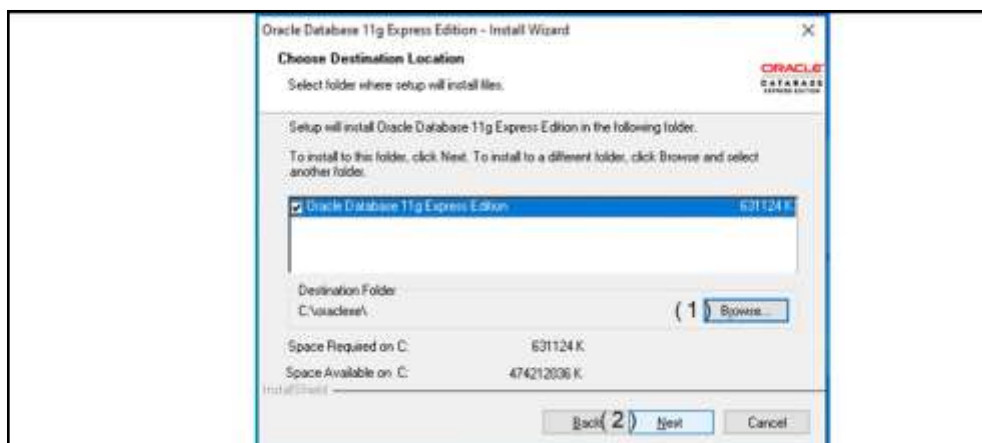 Oracle Database 11g Express Edition - Install Wizard
Choose Destination Location
Select folder where setup will install files.
ORACLE
DATABASE
EXPRESS EDITION
Setup will install Oracle Database 11g Express Edition in the following folder.
To install to this folder, click Next. To install to a different folder, click Browse and select
another folder.
Oracle Database 11g Express Edition 631124 K
Destination Folder
C:\oraclexe\ ( 1 ) Browse...
Space Required on C: 631124 K
Space Available on C: 474212036 K
InstallShield
Back ( 2 ) Next Cancel